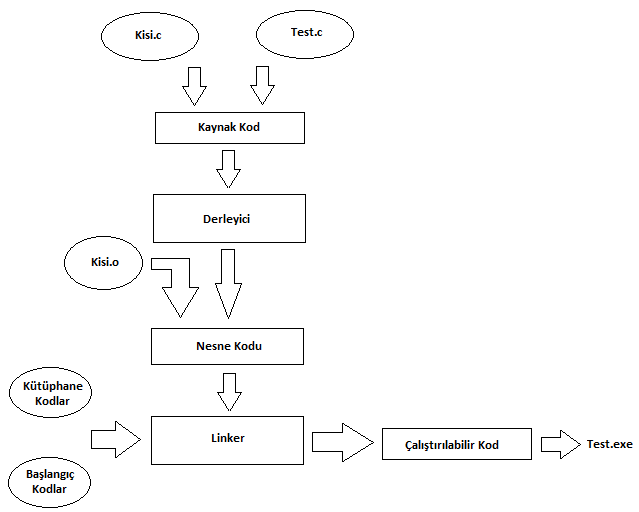 Kisi.c
Test.c
Kaynak Kod
Derleyici
Kisi.o
Nesne Kodu
Kütüphane
Kodlar
Linker
Çalıştırılabilir Kod
Test.exe
Başlangıç
Kodlar